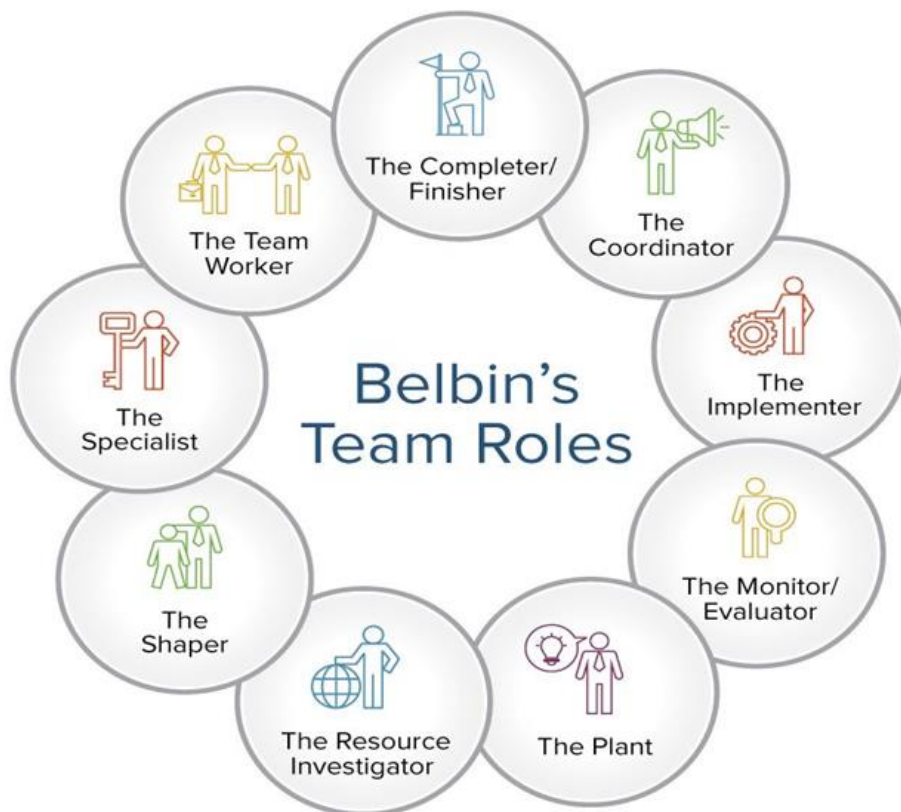 Belbin's
Team Roles
The Completer/
Finisher
The
Coordinator
The
Implementer
The Monitor/
Evaluator
The Plant
The Resource
Investigator
The
Shaper
The
Specialist
The Team
Worker